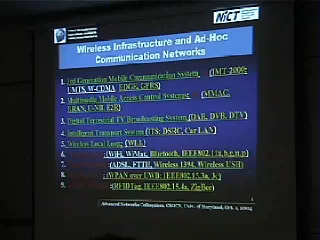 NiCT
Wireless Infrastructure and Ad-Hoc
Communication Networks
1. 3rd Generation Mobile Communication System (IMT-2000:
UMTS, W-CDMA, EDGE, GPRS)
2. Multimedia Mobile Access Control Systems: (MMAC:
BRAN, U-NII, E2R)
3. Digital Terrestrial TV Broadcasting System (DAB, DVB, DTV)
4. Intelligent Transport System (ITS: DSRC, Car LAN)
5. Wireless Local Loop: (WLL)
6. :(WiFi, WiMax, Bluetooth, IEEE802.11a,b,g,n,p)
7. :(ADSL, FTTH, Wireless 1394, Wireless USB)
8. :(WPAN over UWB: IEEE802.15.3a, 3c)
9. :(RFID Tag, IEEE802.15.4a, ZigBee)
Advanced Networks Colloquium, Univ. of Maryland, Oct. 1, 2004